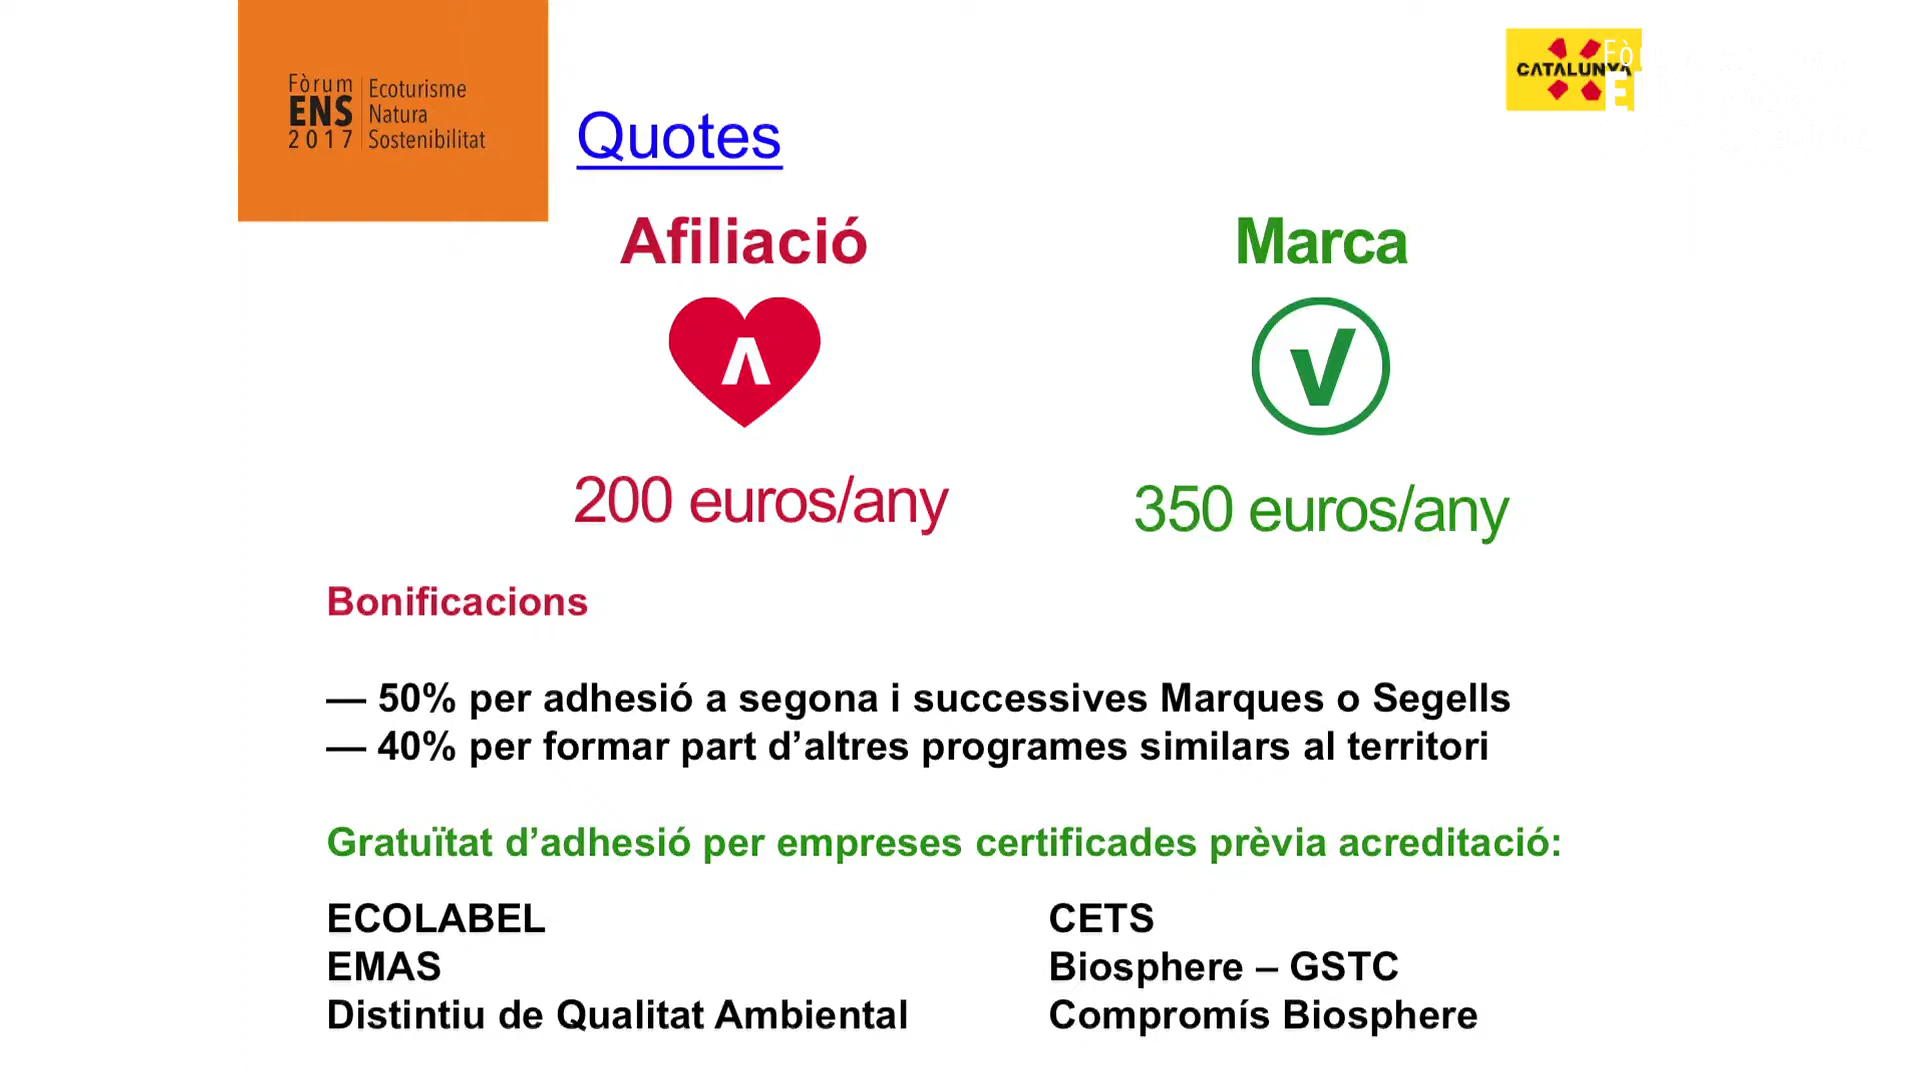 Fòrum
ENS
2017
Ecoturisme
Natura
Sostenibilitat
Quotes
CATALUNYA
Afiliació
Marca
200 euros/any
350 euros/any
Bonificacions
— 50% per adhesió a segona i successives Marques o Segells
— 40% per formar part d’altres programes similars al territori
Gratuïtat d’adhesió per empreses certificades prèvia acreditació:
ECOLABEL
EMAS
Distintiu de Qualitat Ambiental
CETS
Biosphere – GSTC
Compromís Biosphere